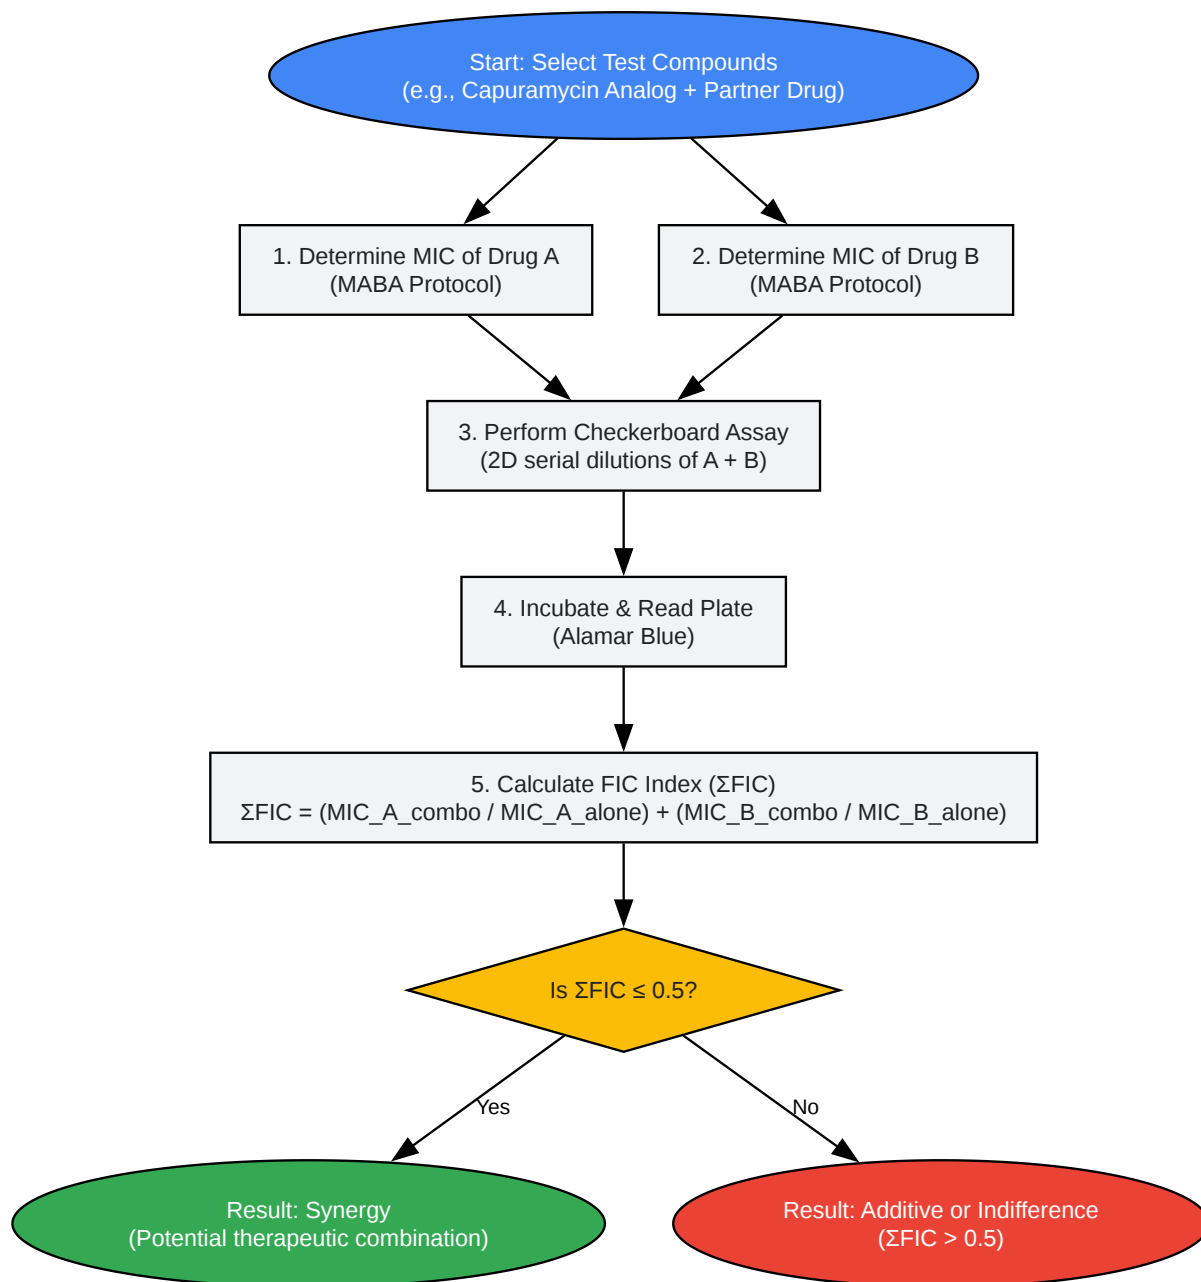 Start: Select Test Compounds
(e.g., Capuramycin Analog + Partner Drug)
1. Determine MIC of Drug A
(MABA Protocol)
2. Determine MIC of Drug B
(MABA Protocol)
3. Perform Checkerboard Assay
(2D serial dilutions of A + B)
4. Incubate & Read Plate
(Alamar Blue)
5. Calculate FIC Index (ΣFIC)
ΣFIC = (MIC_A_combo / MIC_A_alone) + (MIC_B_combo / MIC_B_alone)
Is ΣFIC ≤ 0.5?
Yes
No
Result: Synergy
(Potential therapeutic combination)
Result: Additive or Indifference
(ΣFIC > 0.5)